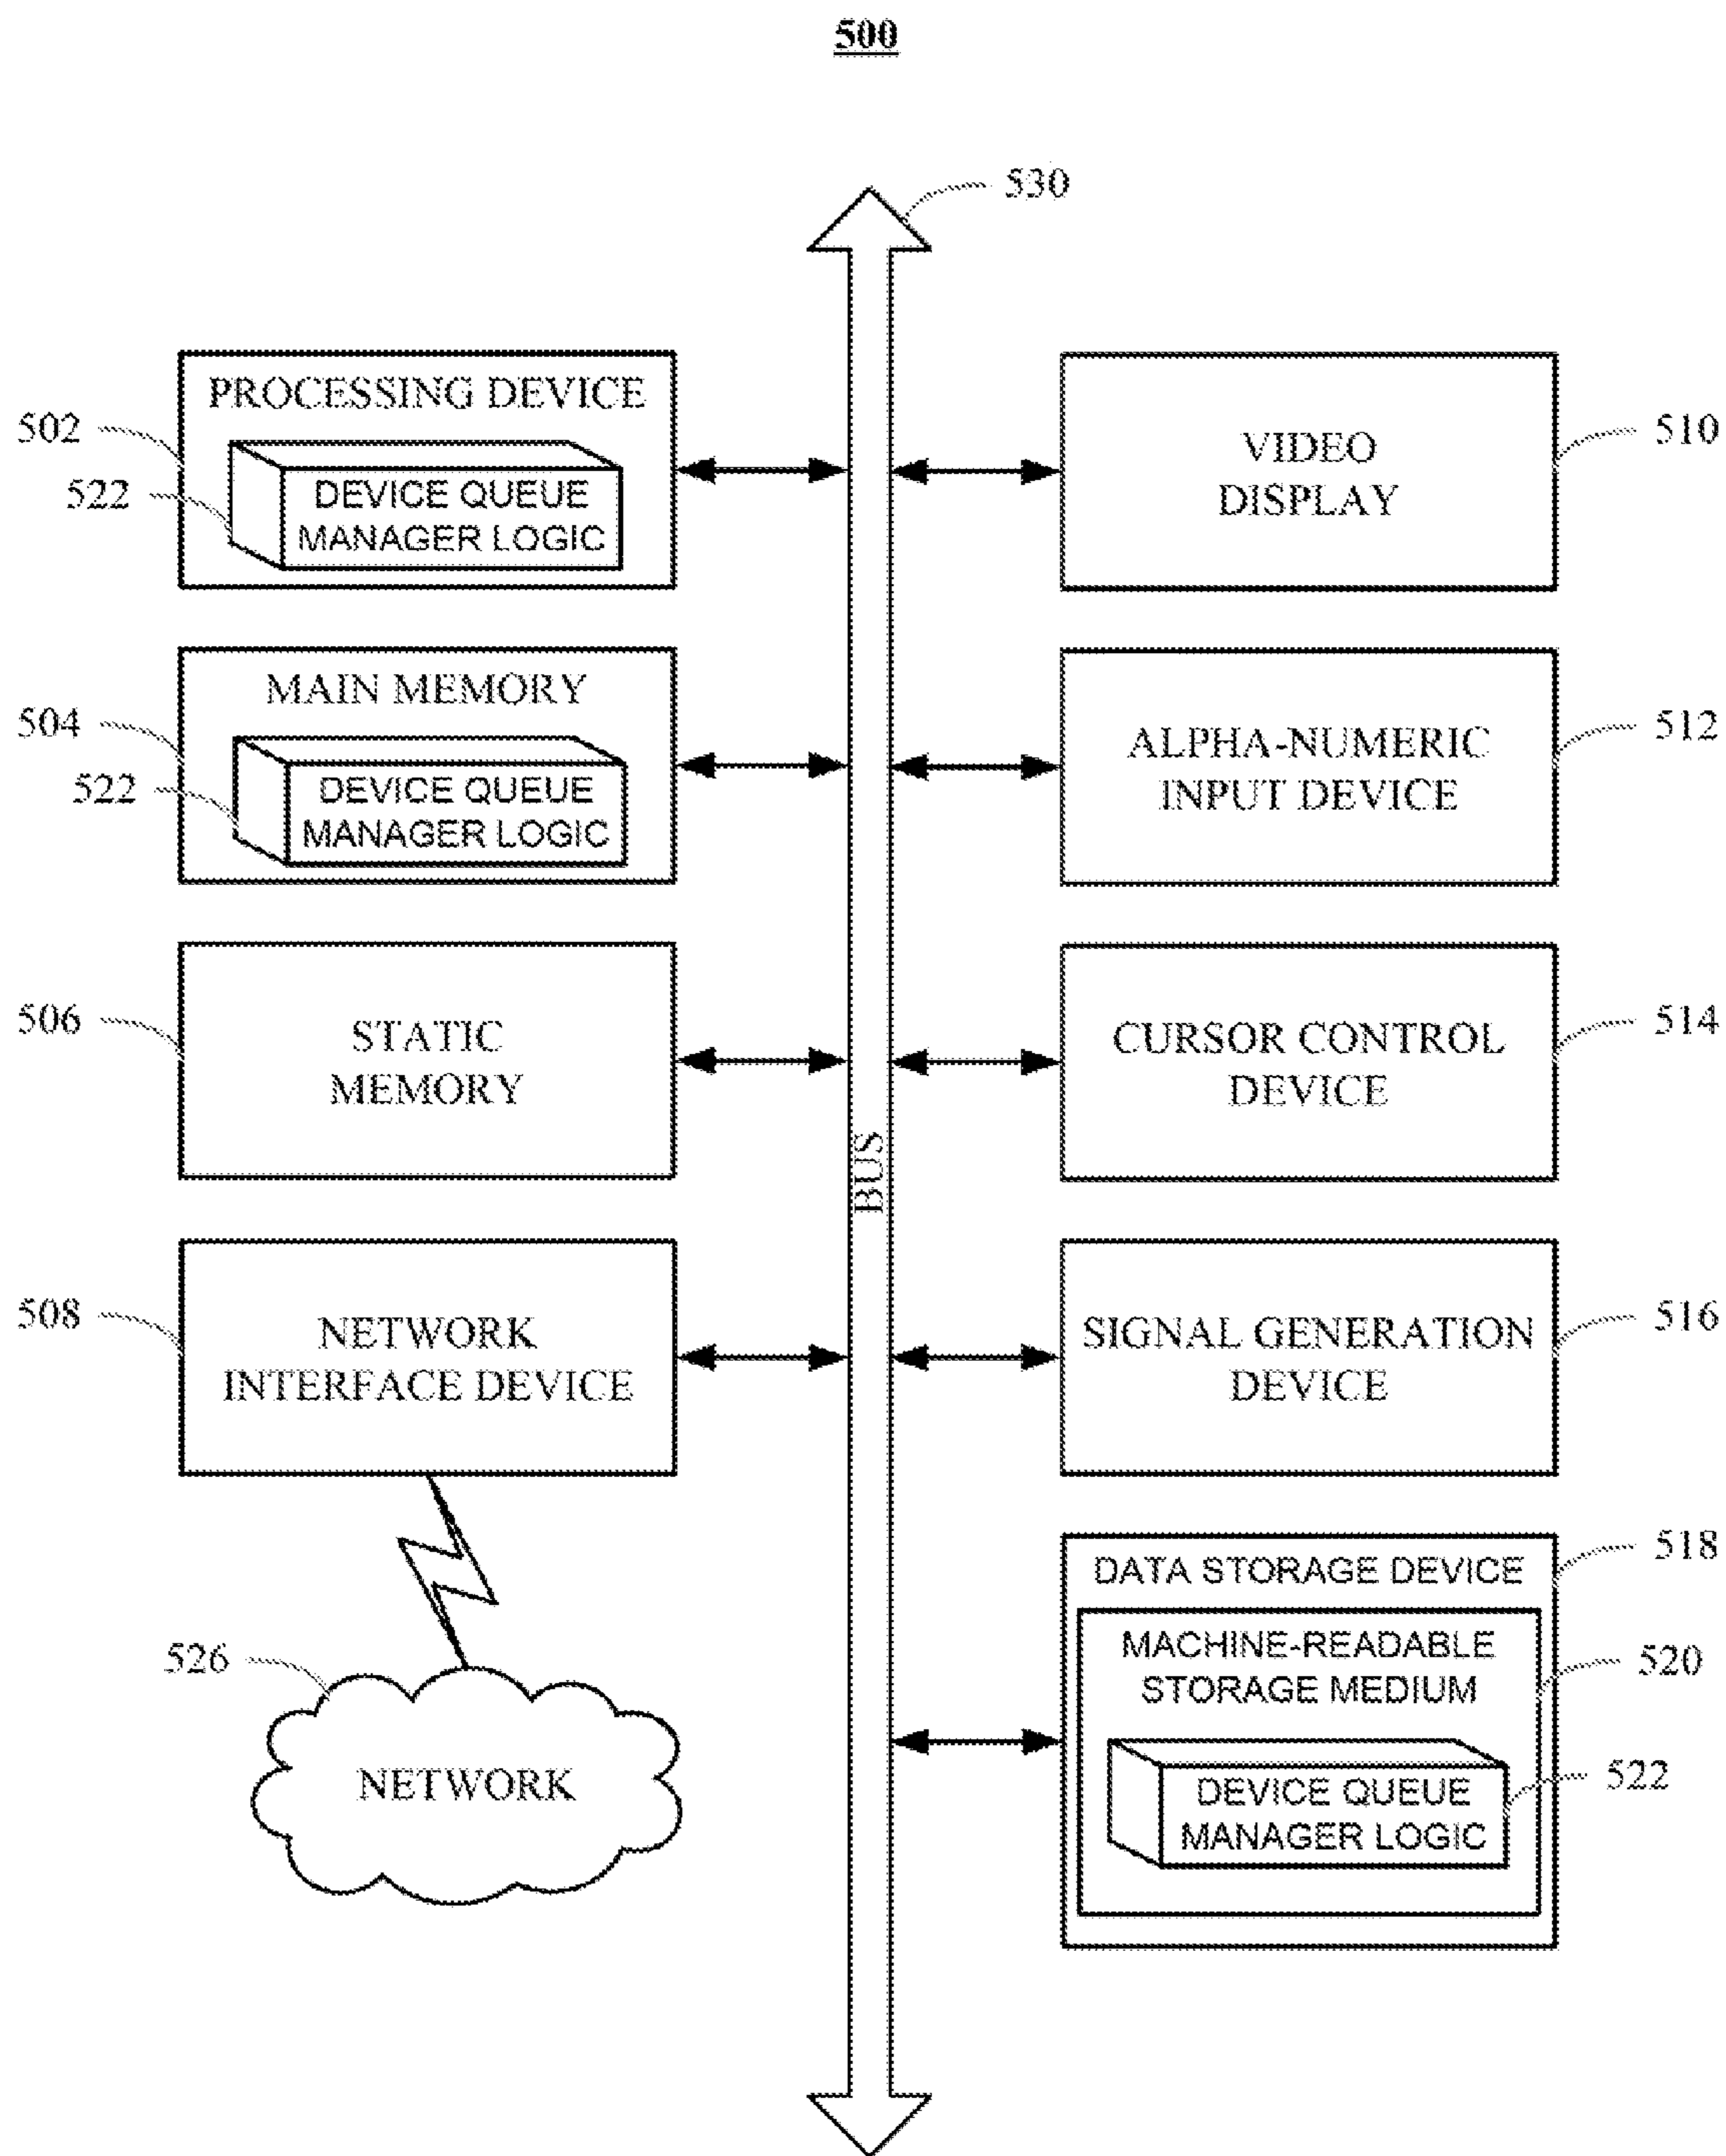 500
530
PROCESSING DEVICE
502
DEVICE QUEUE
MANAGER LOGIC
522
VIDEO
DISPLAY
510
MAIN MEMORY
504
DEVICE QUEUE
MANAGER LOGIC
522
ALPHA-NUMERIC
INPUT DEVICE
512
506
STATIC
MEMORY
CURSOR CONTROL
DEVICE
514
BUS
508
NETWORK
INTERFACE DEVICE
SIGNAL GENERATION
DEVICE
516
526
NETWORK
DATA STORAGE DEVICE
518
MACHINE-READABLE
STORAGE MEDIUM
520
DEVICE QUEUE
MANAGER LOGIC
522